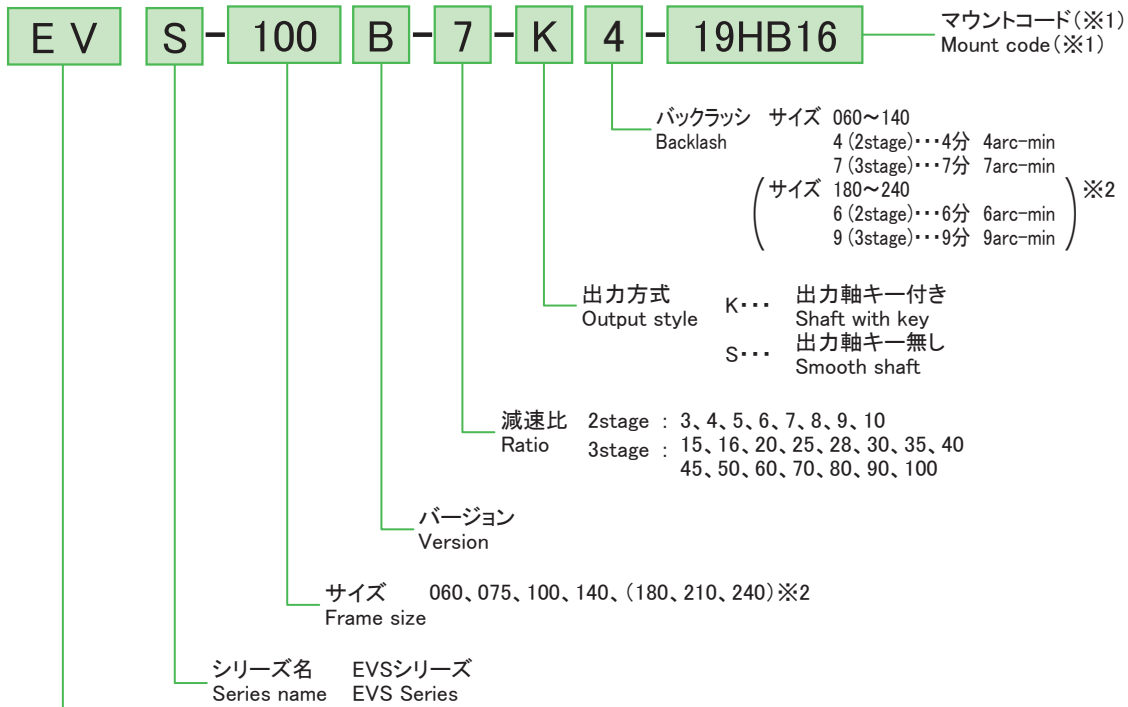 EV S-100 B-7-K 4-19HB16
マウントコード(※1)
Mount code(※1)
バックラッシ サイズ 060~140
Backlash 4(2stage)･･･4分 4arc-min
7(3stage)･･･7分 7arc-min
サイズ 180~240 ※2
6(2stage)･･･6分 6arc-min
9(3stage)･･･9分 9arc-min
出力方式
Output style
K･･･ 出力軸キー付き
Shaft with key
S･･･ 出力軸キー無し
Smooth shaft
減速比 2stage : 3、4、5、6、7、8、9、10
Ratio 3stage : 15、16、20、25、28、30、35、40
45、50、60、70、80、90、100
バージョン
Version
サイズ 060、075、100、140、(180、210、240)※2
Frame size
シリーズ名 EVSシリーズ
Series name EVS Series